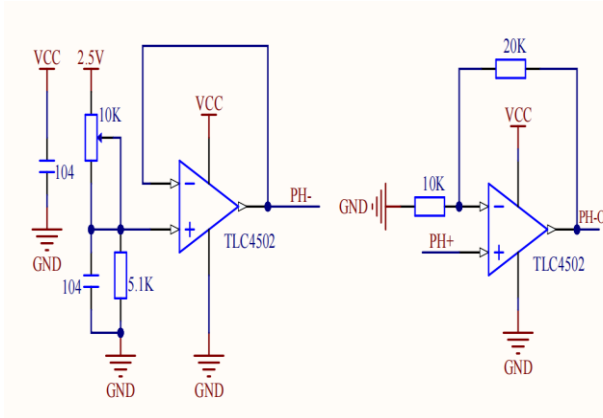 VCC
2.5V
10K
104
GND
104
5.1K
GND
VCC
−
+
TLC4502
GND
PH-
20K
VCC
GND
10K
PH+
−
+
TLC4502
GND